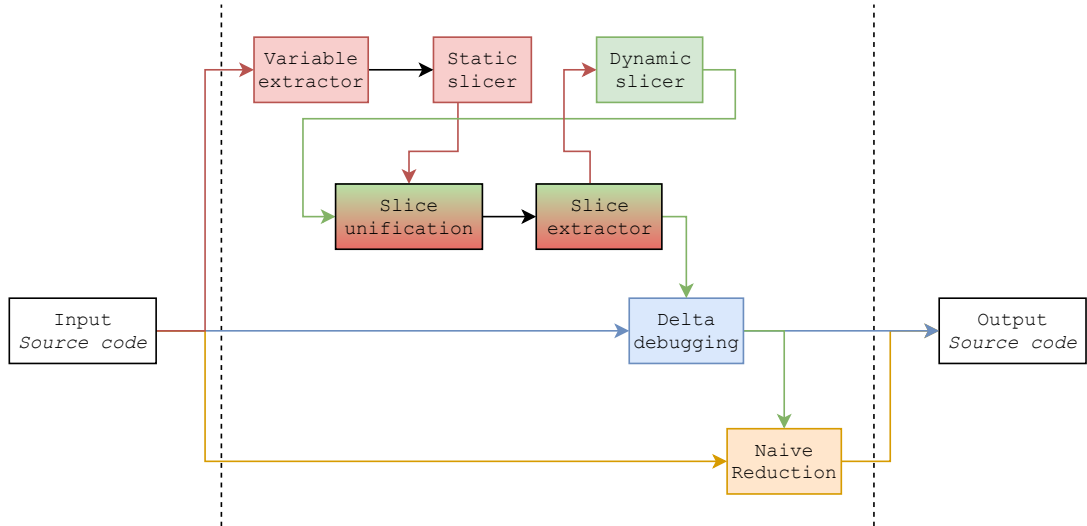 Variable
extractor
Static
slicer
Dynamic
slicer
Slice
unification
Slice
extractor
Input
Source code
Delta
debugging
Output
Source code
Naive
Reduction